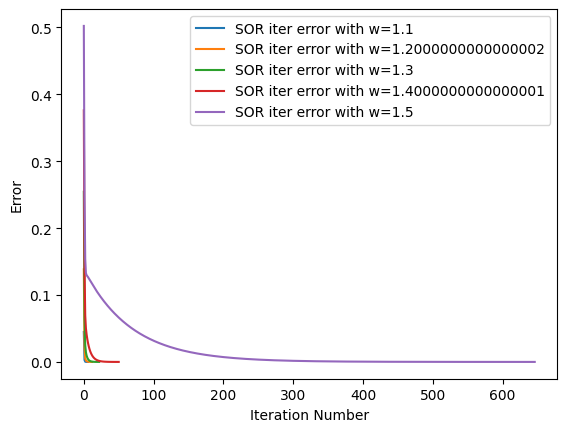 SOR iter error with w=1.1
SOR iter error with w=1.2000000000000002
SOR iter error with w=1.3
SOR iter error with w=1.4000000000000001
SOR iter error with w=1.5
0.5
0.4
0.3
0.2
0.1
0.0
Error
0 100 200 300 400 500 600
Iteration Number